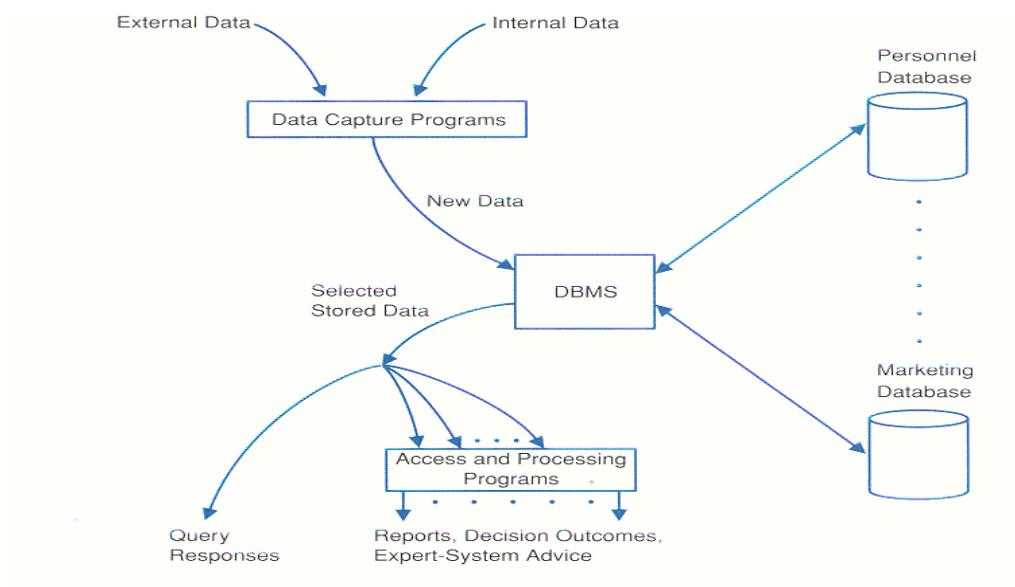 External Data
Internal Data
Personnel
Database
Data Capture Programs
New Data
DBMS
Selected
Stored Data
Marketing
Database
Access and Processing
Programs
Query
Responses
Reports, Decision Outcomes,
Expert-System Advice